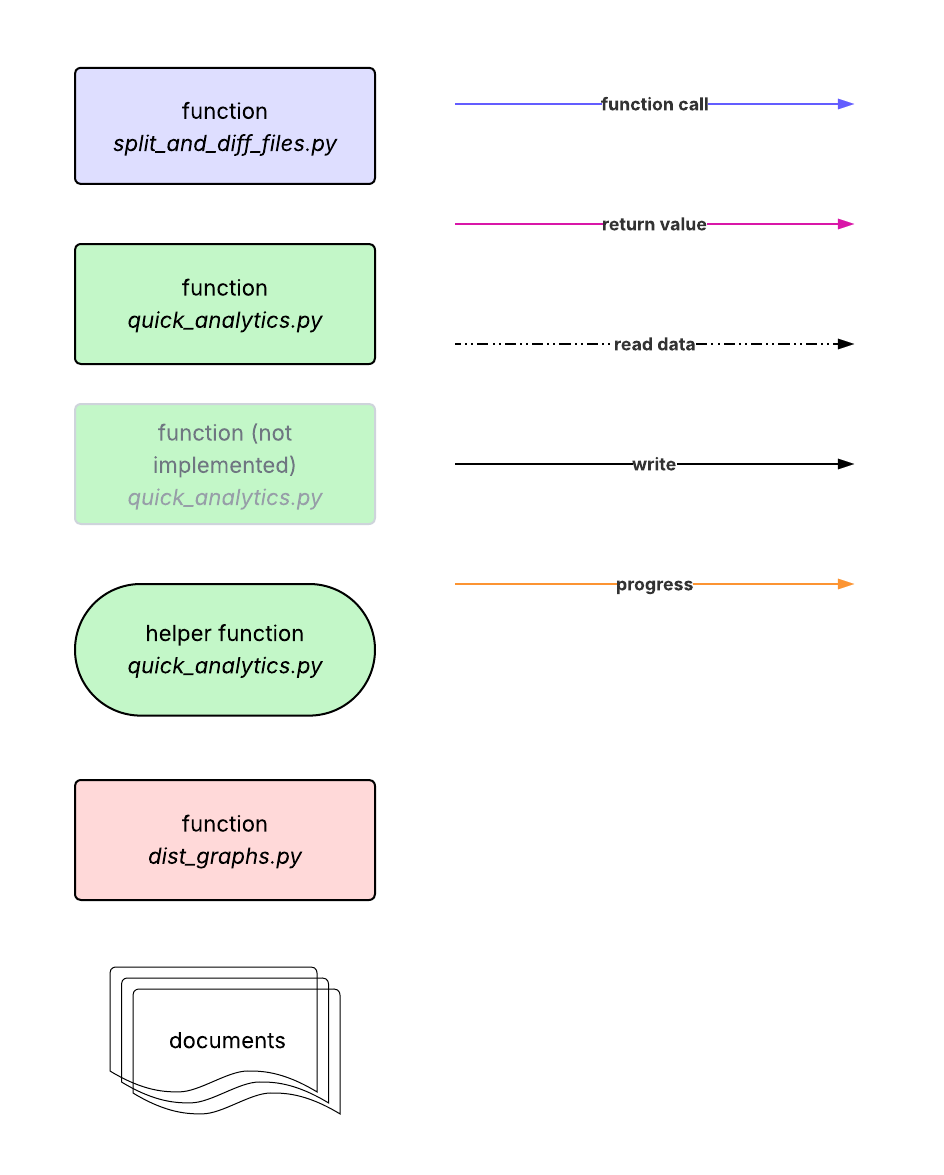 function
split_and_diff_files.py
function call
return value
function
quick_analytics.py
read data
function (not
implemented)
quick_analytics.py
write
progress
helper function
quick_analytics.py
function
dist_graphs.py
documents